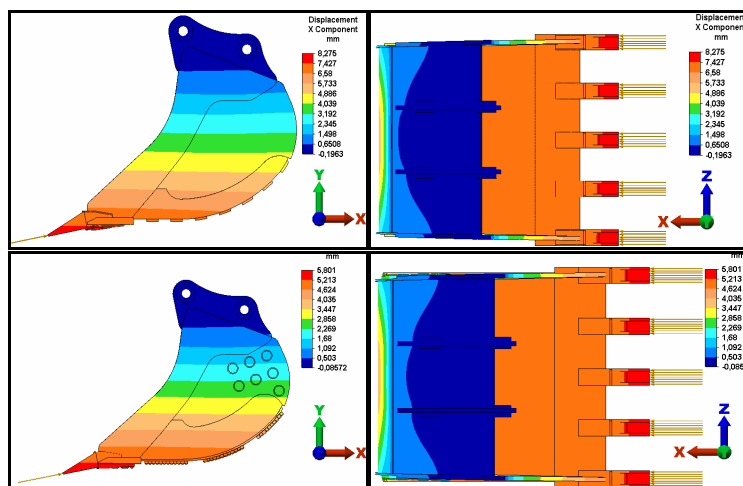 Displacement
X Component
mm
8,275
7,427
6,58
5,733
4,886
4,039
3,192
2,345
1,498
0,6508
-0,1963
Y
X
Displacement
X Component
mm
8,275
7,427
6,58
5,733
4,886
4,039
3,192
2,345
1,498
0,6508
-0,1963
Z
X
mm
5,801
5,213
4,624
4,035
3,447
2,858
2,269
1,68
1,092
0,503
-0,08572
Y
X
mm
5,801
5,213
4,624
4,035
3,447
2,858
2,269
1,68
1,092
0,503
-0,085
Z
X